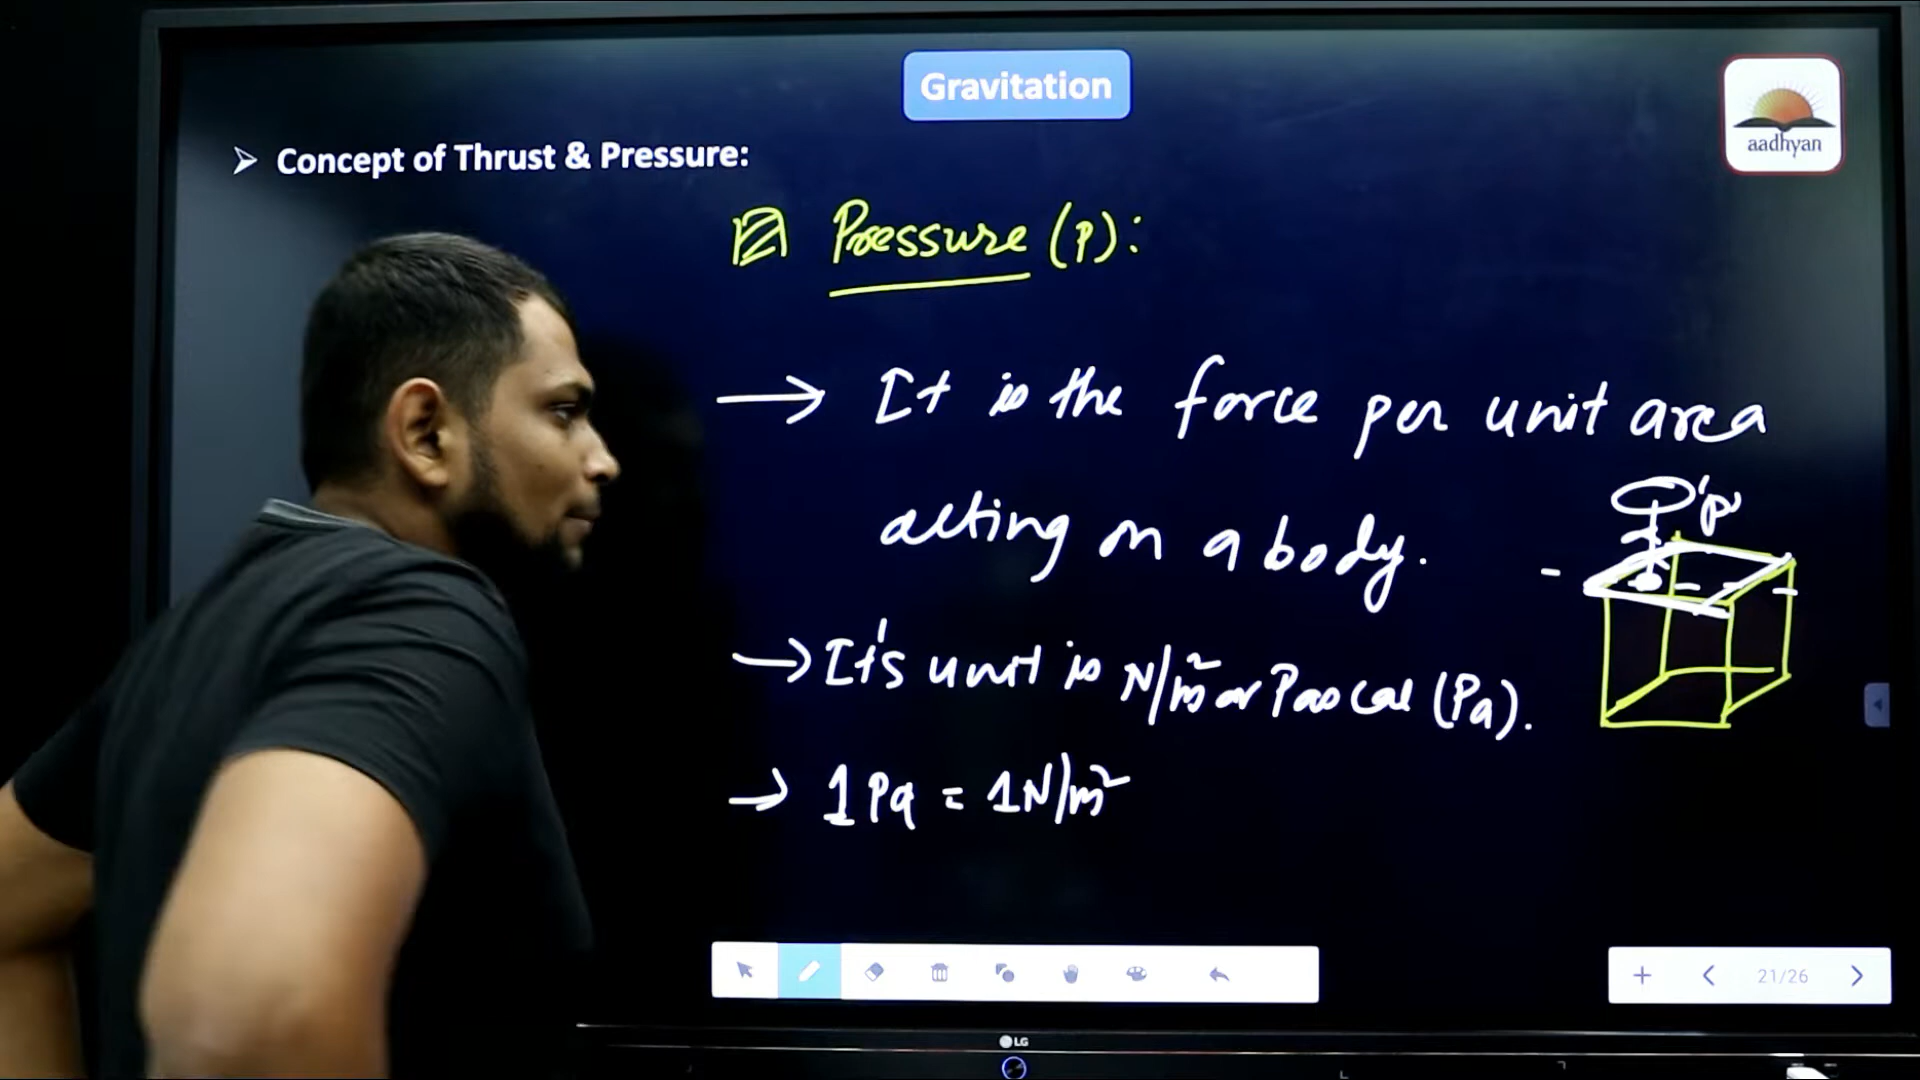 Gravitation
aadhyan
➢ Concept of Thrust & Pressure:
Pressure (P):
→ It is the force per unit area
acting on a body.
'P'
→ It's unit is N/m² or Pascal (Pa).
→ 1 Pa = 1N/m²
21/26
LG